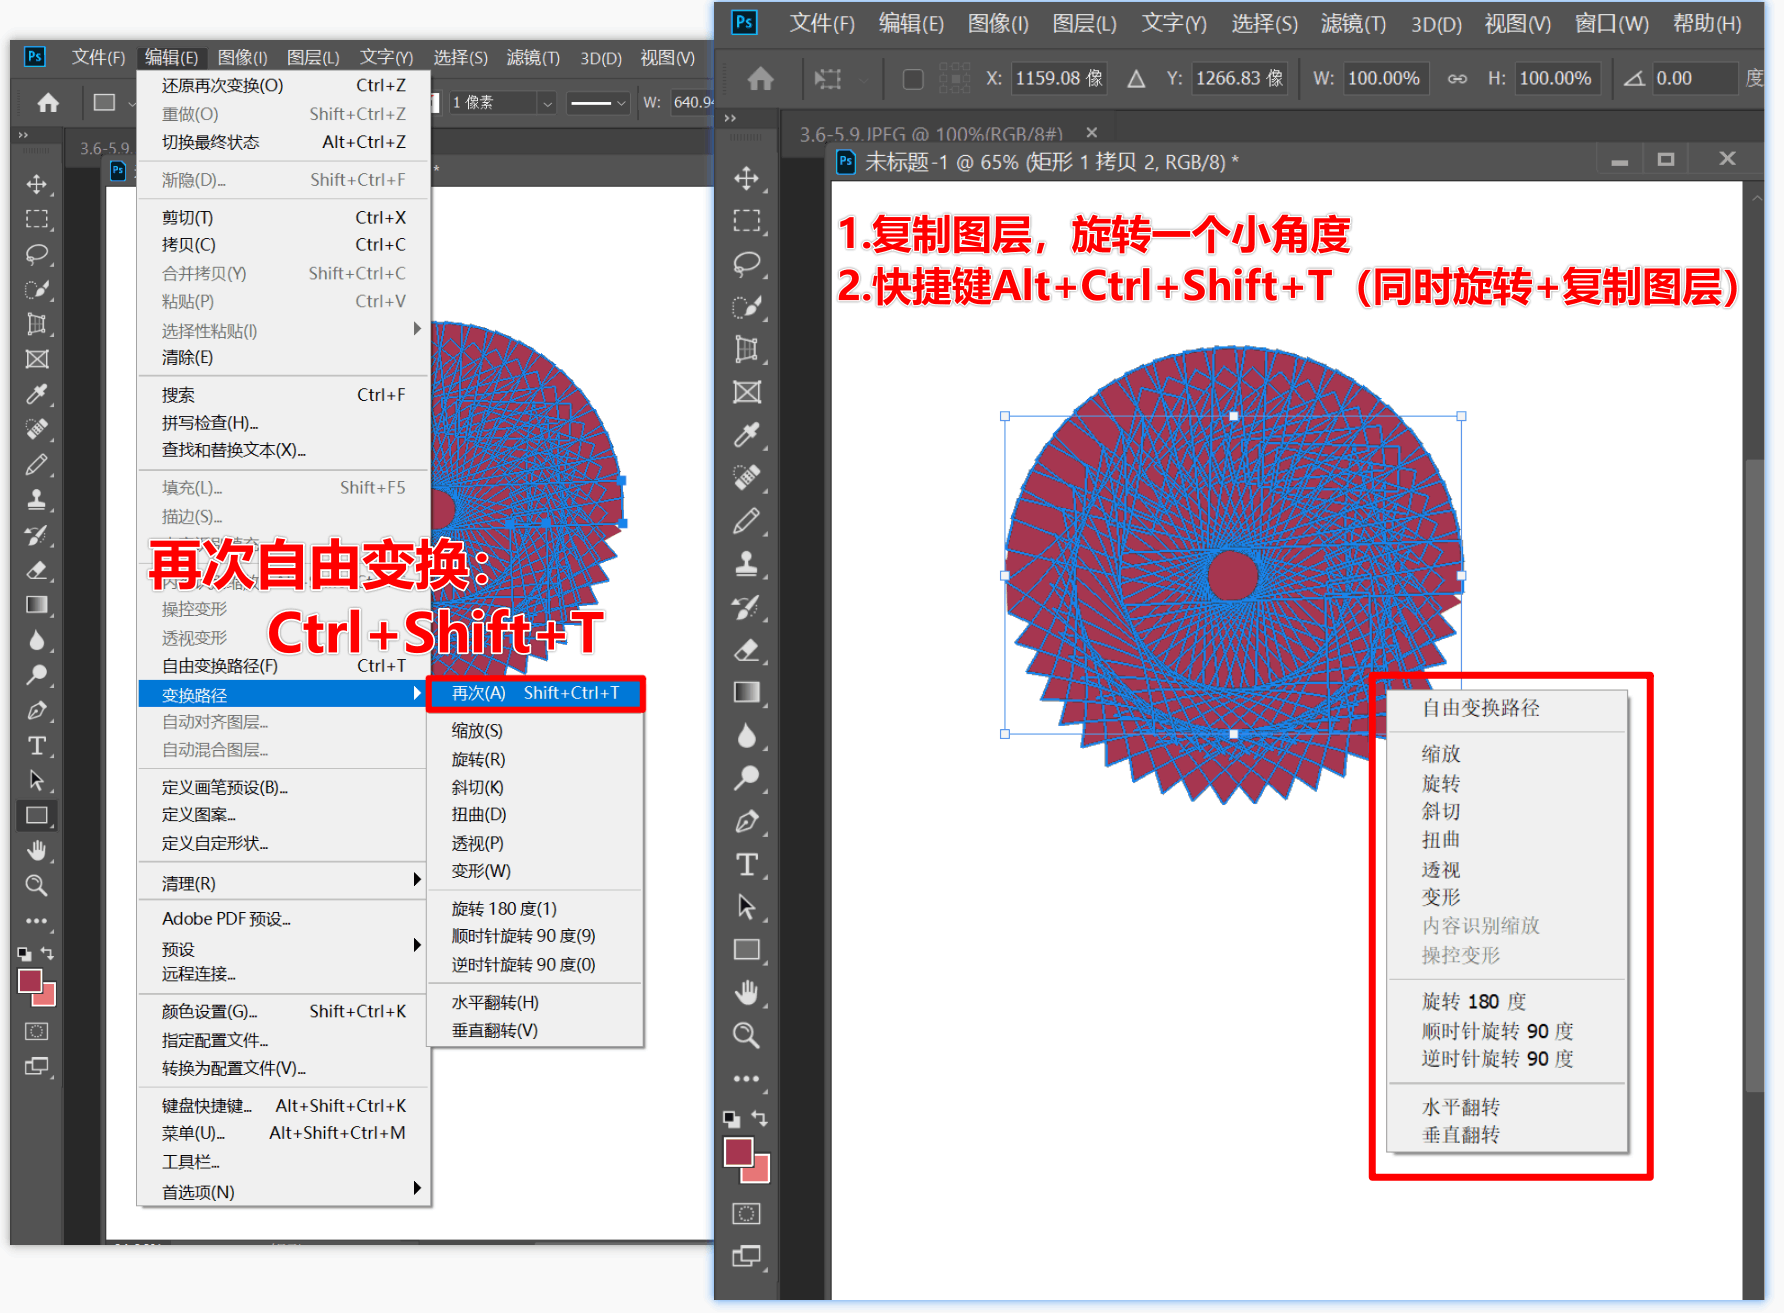 Ps 文件(F) 编辑(E) 图像(I) 图层(L) 文字(Y) 选择(S) 滤镜(T) 3D(D) 视图(V)
1 像素 W: 640.94
3.6-5.9.
Ps *
还原再次变换(O) Ctrl+Z
重做(O) Shift+Ctrl+Z
切换最终状态 Alt+Ctrl+Z
渐隐(D)... Shift+Ctrl+F
剪切(T) Ctrl+X
拷贝(C) Ctrl+C
合并拷贝(Y) Shift+Ctrl+C
粘贴(P) Ctrl+V
选择性粘贴(I)
清除(E)
搜索 Ctrl+F
拼写检查(H)...
查找和替换文本(X)...
填充(L)... Shift+F5
描边(S)...
再次自由变换：
Ctrl+Shift+T
操控变形
透视变形
自由变换路径(F) Ctrl+T
变换路径
自动对齐图层...
自动混合图层...
定义画笔预设(B)...
定义图案...
定义自定形状...
清理(R)
Adobe PDF 预设...
预设
远程连接...
颜色设置(G)... Shift+Ctrl+K
指定配置文件...
转换为配置文件(V)...
键盘快捷键... Alt+Shift+Ctrl+K
菜单(U)... Alt+Shift+Ctrl+M
工具栏...
首选项(N)
再次(A) Shift+Ctrl+T
缩放(S)
旋转(R)
斜切(K)
扭曲(D)
透视(P)
变形(W)
旋转 180 度(1)
顺时针旋转 90 度(9)
逆时针旋转 90 度(0)
水平翻转(H)
垂直翻转(V)
Ps 文件(F) 编辑(E) 图像(I) 图层(L) 文字(Y) 选择(S) 滤镜(T) 3D(D) 视图(V) 窗口(W) 帮助(H)
X: 1159.08 像 Y: 1266.83 像 W: 100.00% H: 100.00% 0.00 度
3.6-5.9.JPEG @ 100%(RGB/8#)
Ps 未标题-1 @ 65% (矩形 1 拷贝 2, RGB/8) *
1.复制图层，旋转一个小角度
2.快捷键Alt+Ctrl+Shift+T（同时旋转+复制图层）
自由变换路径
缩放
旋转
斜切
扭曲
透视
变形
内容识别缩放
操控变形
旋转 180 度
顺时针旋转 90 度
逆时针旋转 90 度
水平翻转
垂直翻转